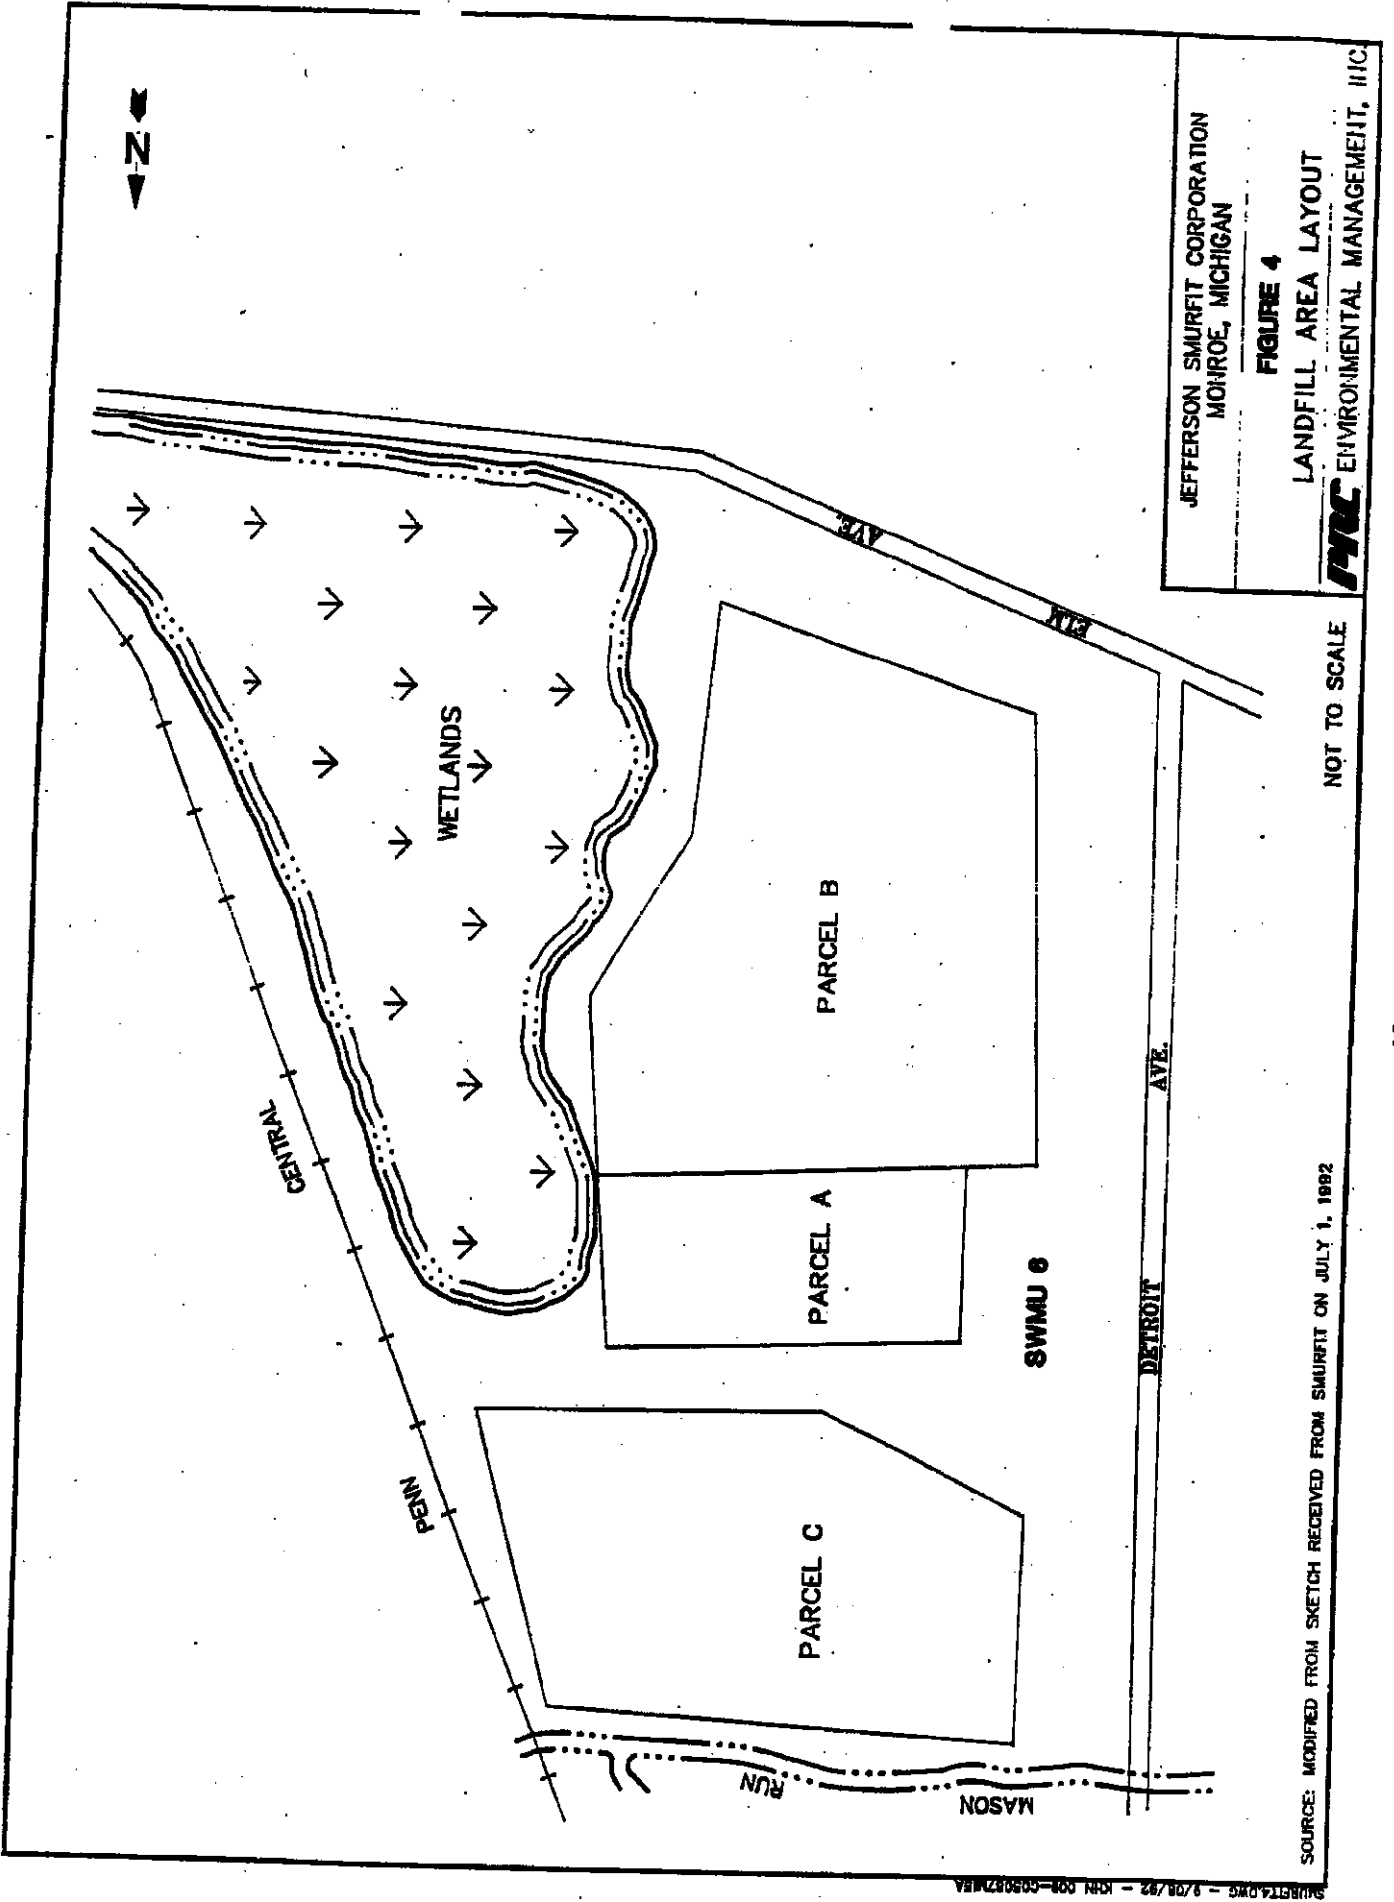 N
WETLANDS
CENTRAL
PENN
AVE.
ELM
PARCEL B
PARCEL A
PARCEL C
SWMU 6
DETROIT AVE.
MASON RUN
JEFFERSON SMURFIT CORPORATION
MONROE, MICHIGAN
FIGURE 4
LANDFILL AREA LAYOUT
PRC ENVIRONMENTAL MANAGEMENT, INC.
NOT TO SCALE
SOURCE: MODIFIED FROM SKETCH RECEIVED FROM SMURFIT ON JULY 1, 1992